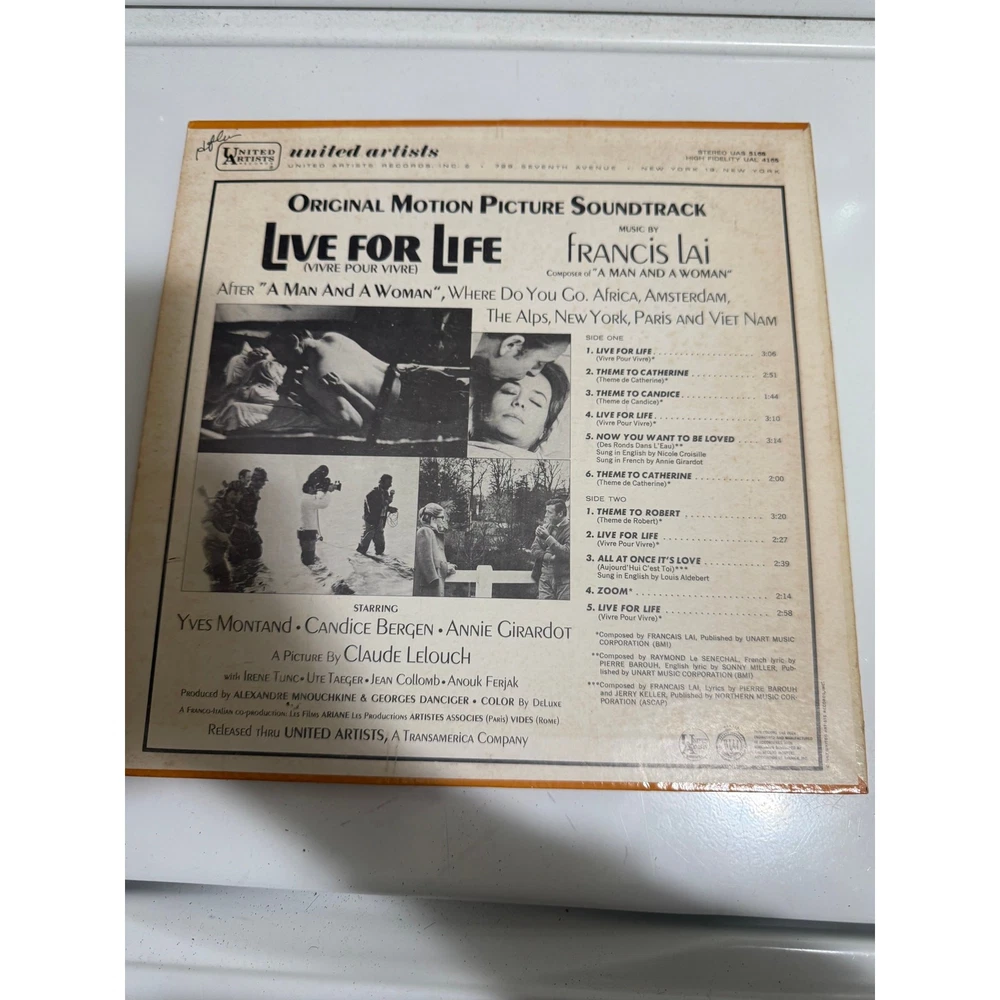 UNITED
ARTISTS
RECORDS
united artists
UNITED ARTISTS RECORDS, INC. • 729 SEVENTH AVENUE • NEW YORK 19, NEW YORK
STEREO UAS 5165
HIGH FIDELITY UAL 4165
ORIGINAL MOTION PICTURE SOUNDTRACK
LIVE FOR LIFE
(VIVRE POUR VIVRE)
MUSIC BY
FRANCIS LAI
COMPOSER of "A MAN AND A WOMAN"
AFTER "A MAN AND A WOMAN", WHERE DO YOU GO. AFRICA, AMSTERDAM,
THE ALPS, NEW YORK, PARIS AND VIET NAM
SIDE ONE
1. LIVE FOR LIFE 3:06
(Vivre Pour Vivre)*
2. THEME TO CATHERINE 2:51
(Theme de Catherine)*
3. THEME TO CANDICE 1:44
(Theme de Candice)*
4. LIVE FOR LIFE 3:10
(Vivre Pour Vivre)*
5. NOW YOU WANT TO BE LOVED 3:14
(Des Ronds Dans L'Eau)**
Sung in English by Nicole Croisille
Sung in French by Annie Girardot
6. THEME TO CATHERINE 2:00
(Theme de Catherine)*
SIDE TWO
1. THEME TO ROBERT 3:20
(Theme de Robert)*
2. LIVE FOR LIFE 2:27
(Vivre Pour Vivre)*
3. ALL AT ONCE IT'S LOVE 2:39
(Aujourd'Hui C'est Toi)***
Sung in English by Louis Aldebert
4. ZOOM* 2:14
5. LIVE FOR LIFE 2:58
(Vivre Pour Vivre)*
*Composed by FRANCAIS LAI, Published by UNART MUSIC
CORPORATION (BMI)
**Composed by RAYMOND Le SENECHAL, French lyric by
PIERRE BAROUH, English lyric by SONNY MILLER, Pub-
lished by UNART MUSIC CORPORATION (BMI)
***Composed by FRANCAIS LAI, Lyrics by PIERRE BAROUH
and JERRY KELLER, Published by NORTHERN MUSIC COR-
PORATION (ASCAP)
STARRING
YVES MONTAND • CANDICE BERGEN • ANNIE GIRARDOT
A PICTURE BY CLAUDE LELOUCH
with IRENE TUNC • UTE TAEGER • JEAN COLLOMB • ANOUK FERJAK
Produced by ALEXANDRE MNOUCHKINE & GEORGES DANCIGER • COLOR BY DELUXE
A FRANCO-ITALIAN CO-PRODUCTION: LES FILMS ARIANE LES PRODUCTIONS ARTISTES ASSOCIES (PARIS) VIDES (ROME)
RELEASED THRU UNITED ARTISTS, A TRANSAMERICA COMPANY